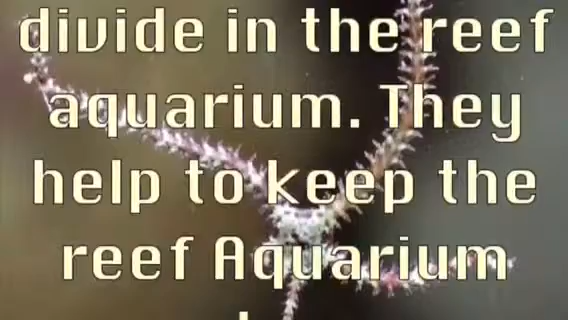 divide in the reef
aquarium. They
help to keep the
reef Aquarium